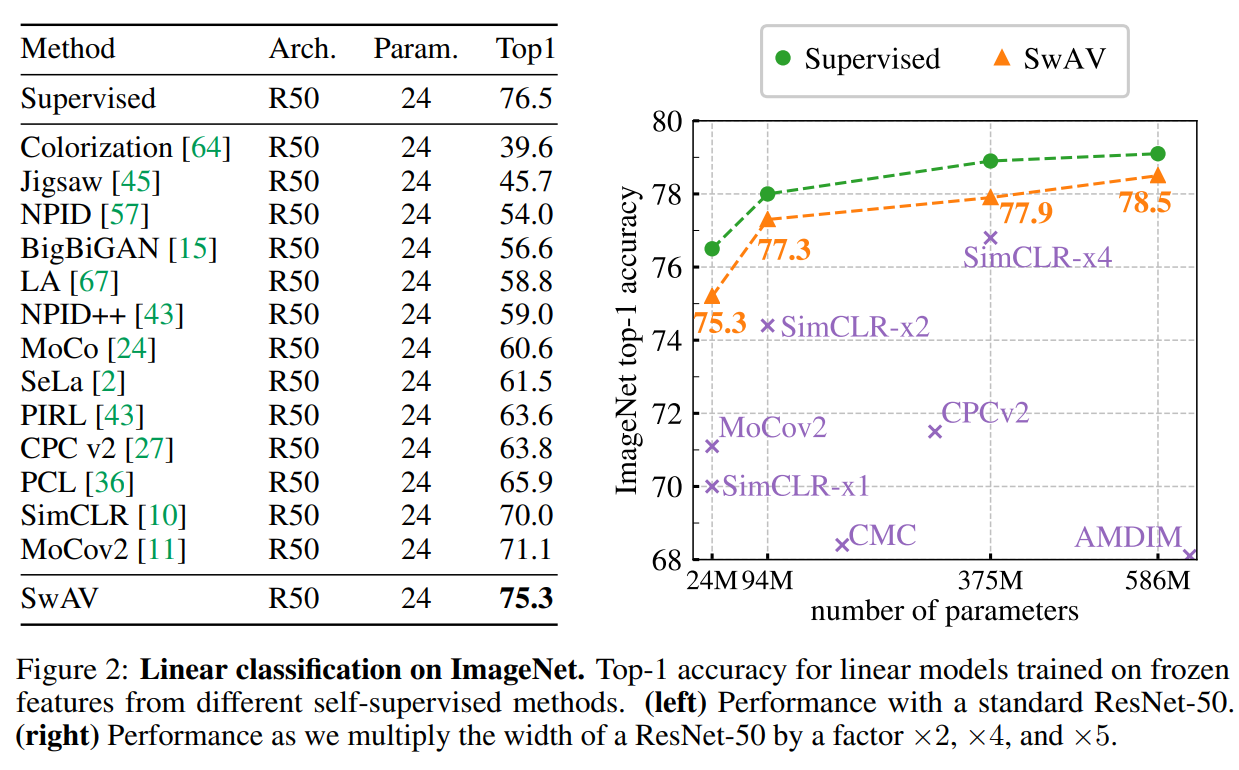 Method Arch. Param. Top1
Supervised R50 24 76.5
Colorization [64] R50 24 39.6
Jigsaw [45] R50 24 45.7
NPID [57] R50 24 54.0
BigBiGAN [15] R50 24 56.6
LA [67] R50 24 58.8
NPID++ [43] R50 24 59.0
MoCo [24] R50 24 60.6
SeLa [2] R50 24 61.5
PIRL [43] R50 24 63.6
CPC v2 [27] R50 24 63.8
PCL [36] R50 24 65.9
SimCLR [10] R50 24 70.0
MoCov2 [11] R50 24 71.1
SwAV R50 24 75.3
Supervised SwAV
ImageNet top-1 accuracy
80
78
76
74
72
70
68
75.3
77.3
77.9
78.5
SimCLR-x4
SimCLR-x2
MoCov2
CPCv2
SimCLR-x1
CMC
AMDIM
24M 94M 375M 586M
number of parameters
Figure 2: Linear classification on ImageNet. Top-1 accuracy for linear models trained on frozen
features from different self-supervised methods. (left) Performance with a standard ResNet-50.
(right) Performance as we multiply the width of a ResNet-50 by a factor ×2, ×4, and ×5.